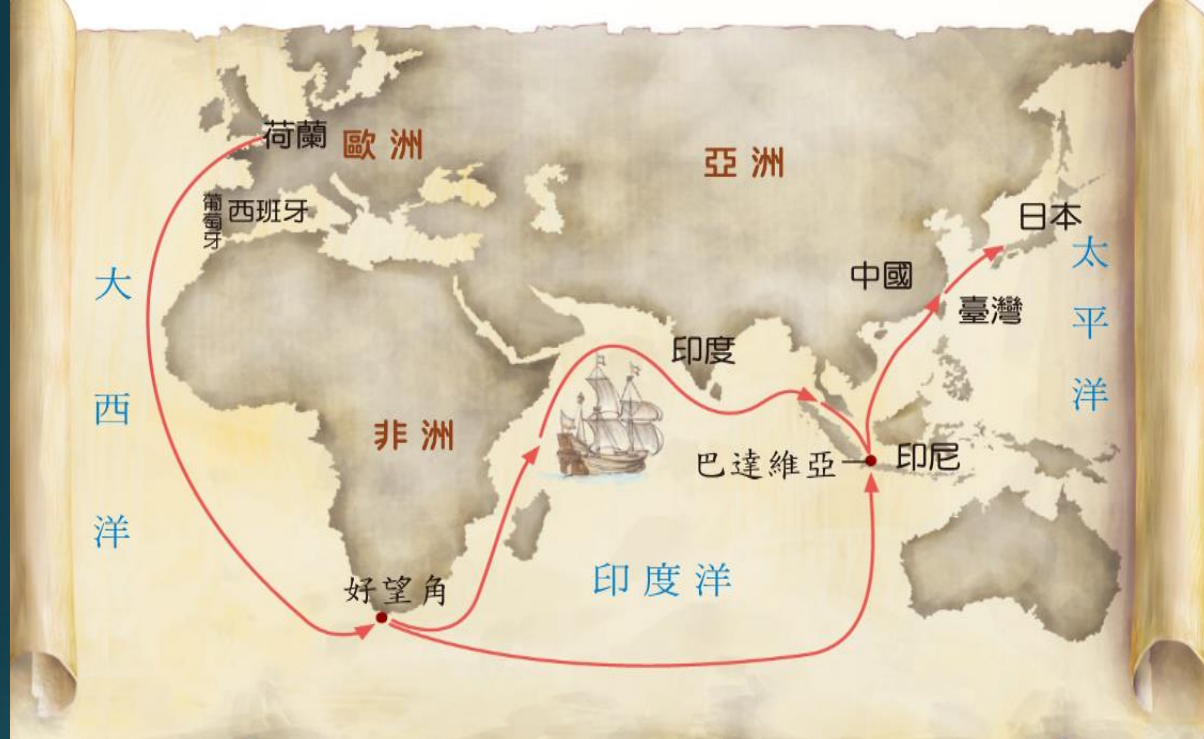 荷蘭
歐洲
亞洲
葡萄牙
西班牙
日本
太平洋
中國
大西洋
臺灣
印度
非洲
巴達維亞
印尼
印度洋
好望角